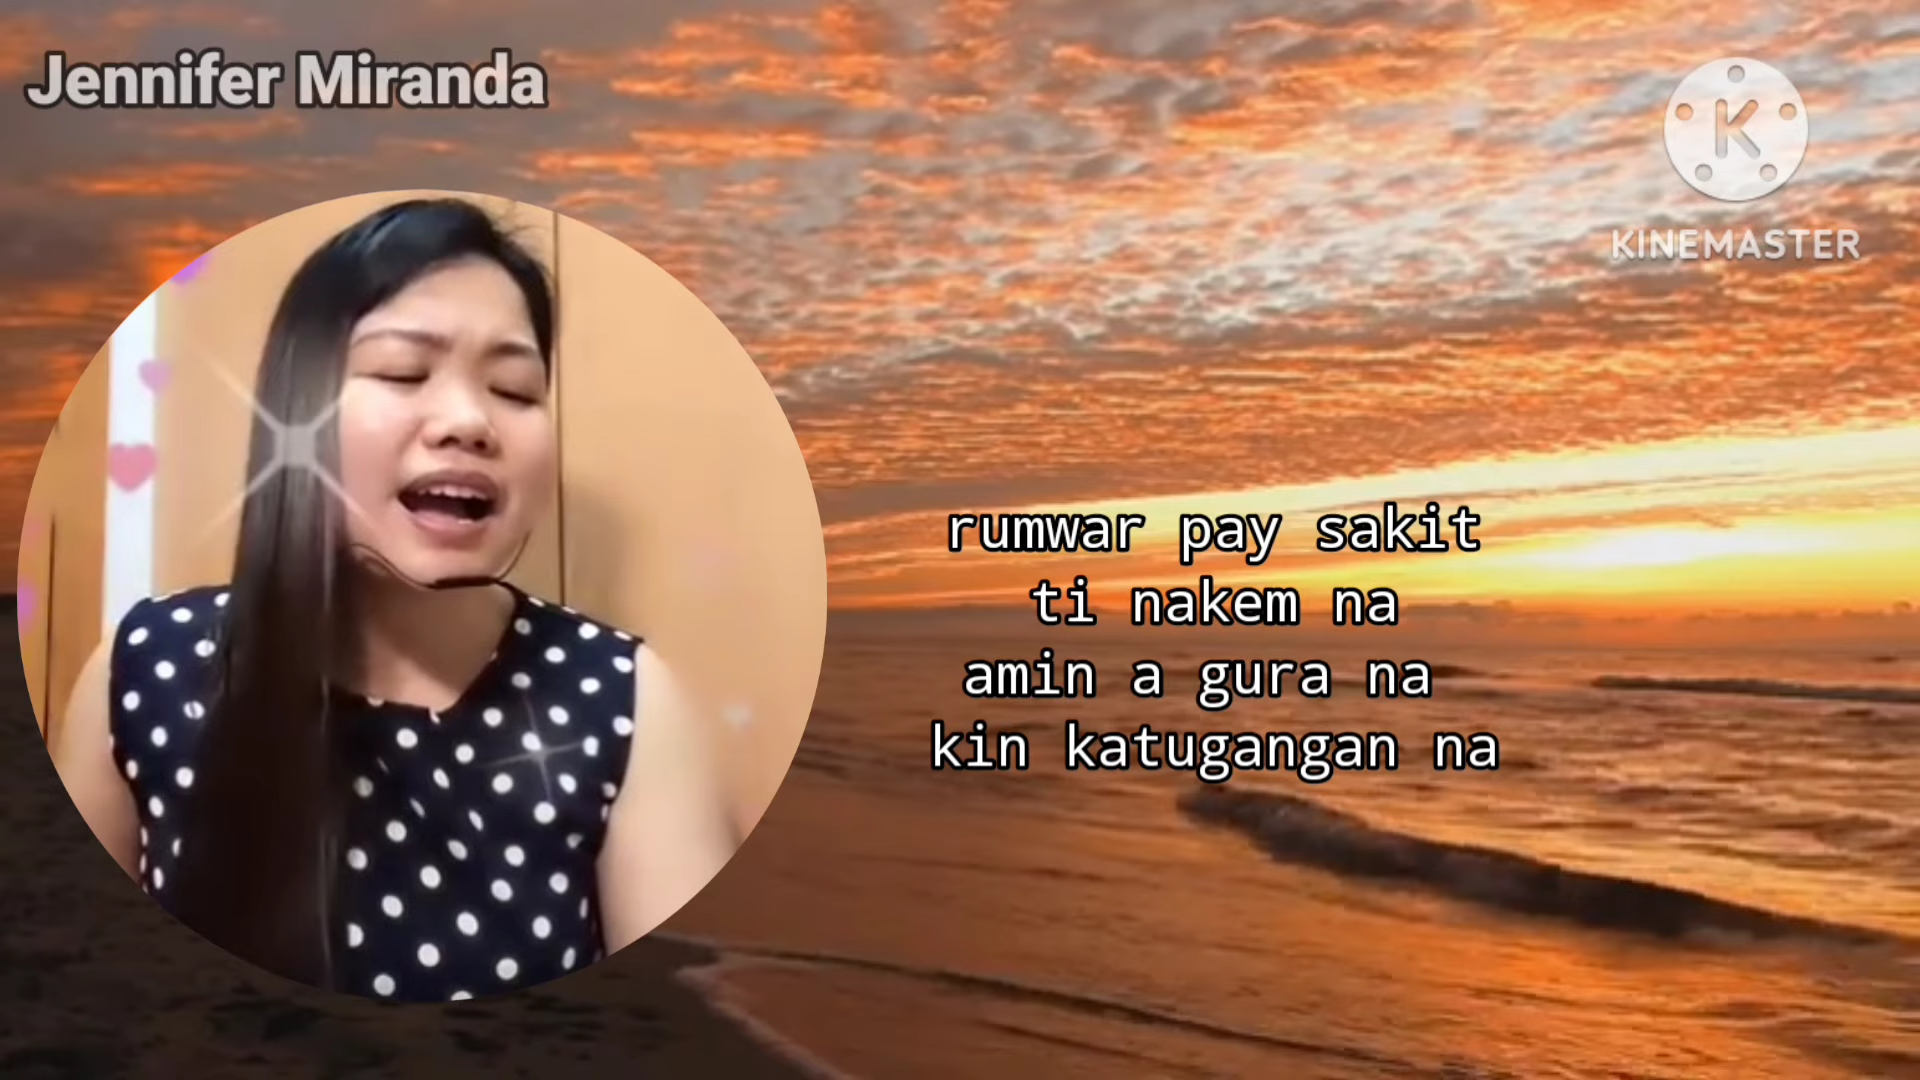 Jennifer Miranda
K
KINEMASTER
rumwar pay sakit
ti nakem na
amin a gura na
kin katugangan na